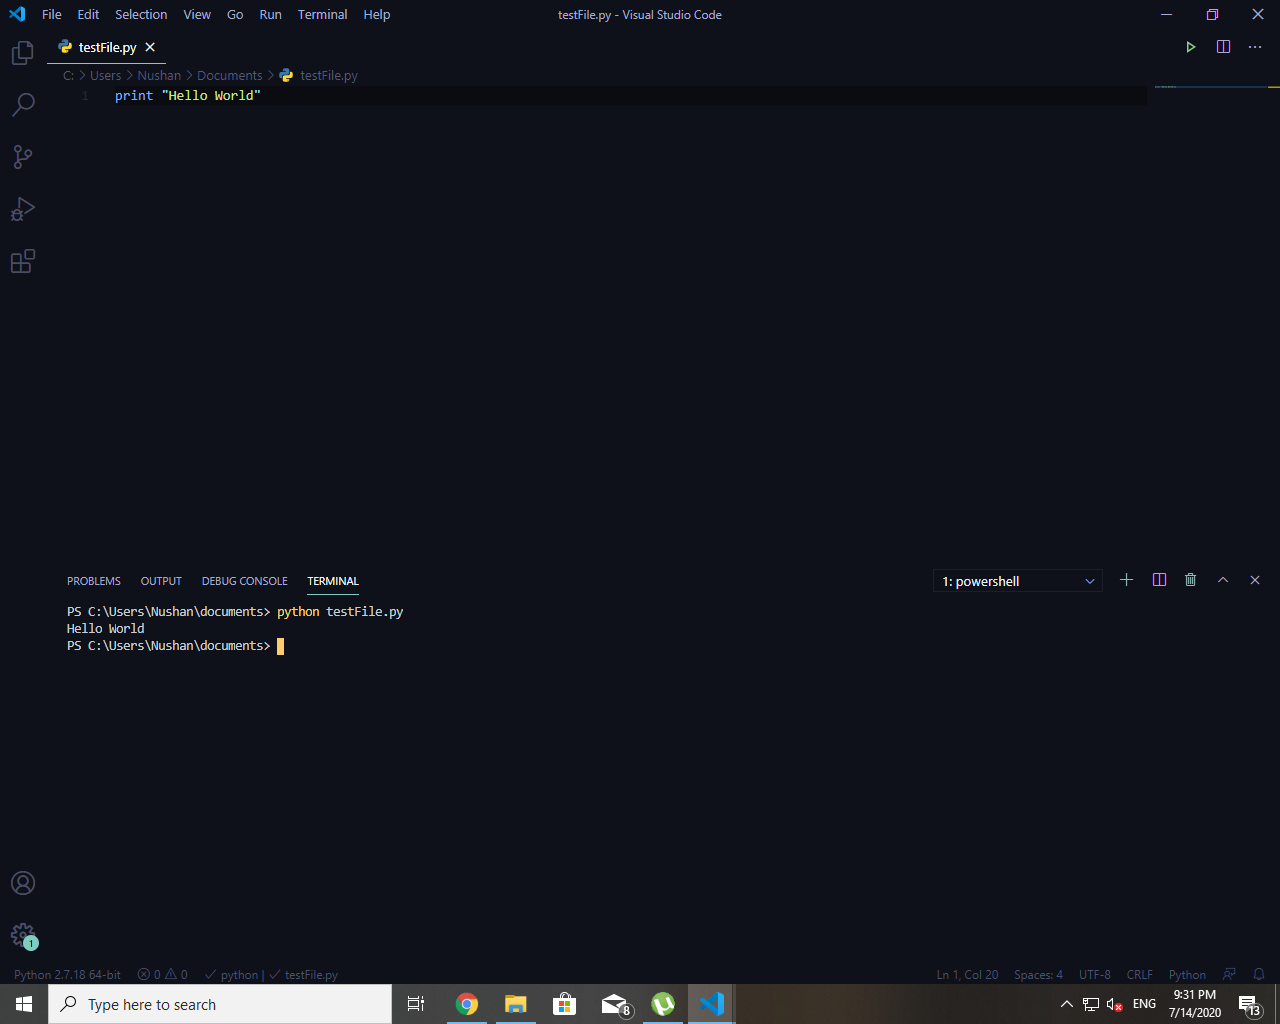 File Edit Selection View Go Run Terminal Help
testFile.py - Visual Studio Code
testFile.py
C: > Users > Nushan > Documents > testFile.py
1 print "Hello World"
PROBLEMS OUTPUT DEBUG CONSOLE TERMINAL
1: powershell
PS C:\Users\Nushan\documents> python testFile.py
Hello World
PS C:\Users\Nushan\documents>
1
Python 2.7.18 64-bit 0 0 python | testFile.py
Ln 1, Col 20 Spaces: 4 UTF-8 CRLF Python
Type here to search
8
ENG
9:31 PM
7/14/2020
13